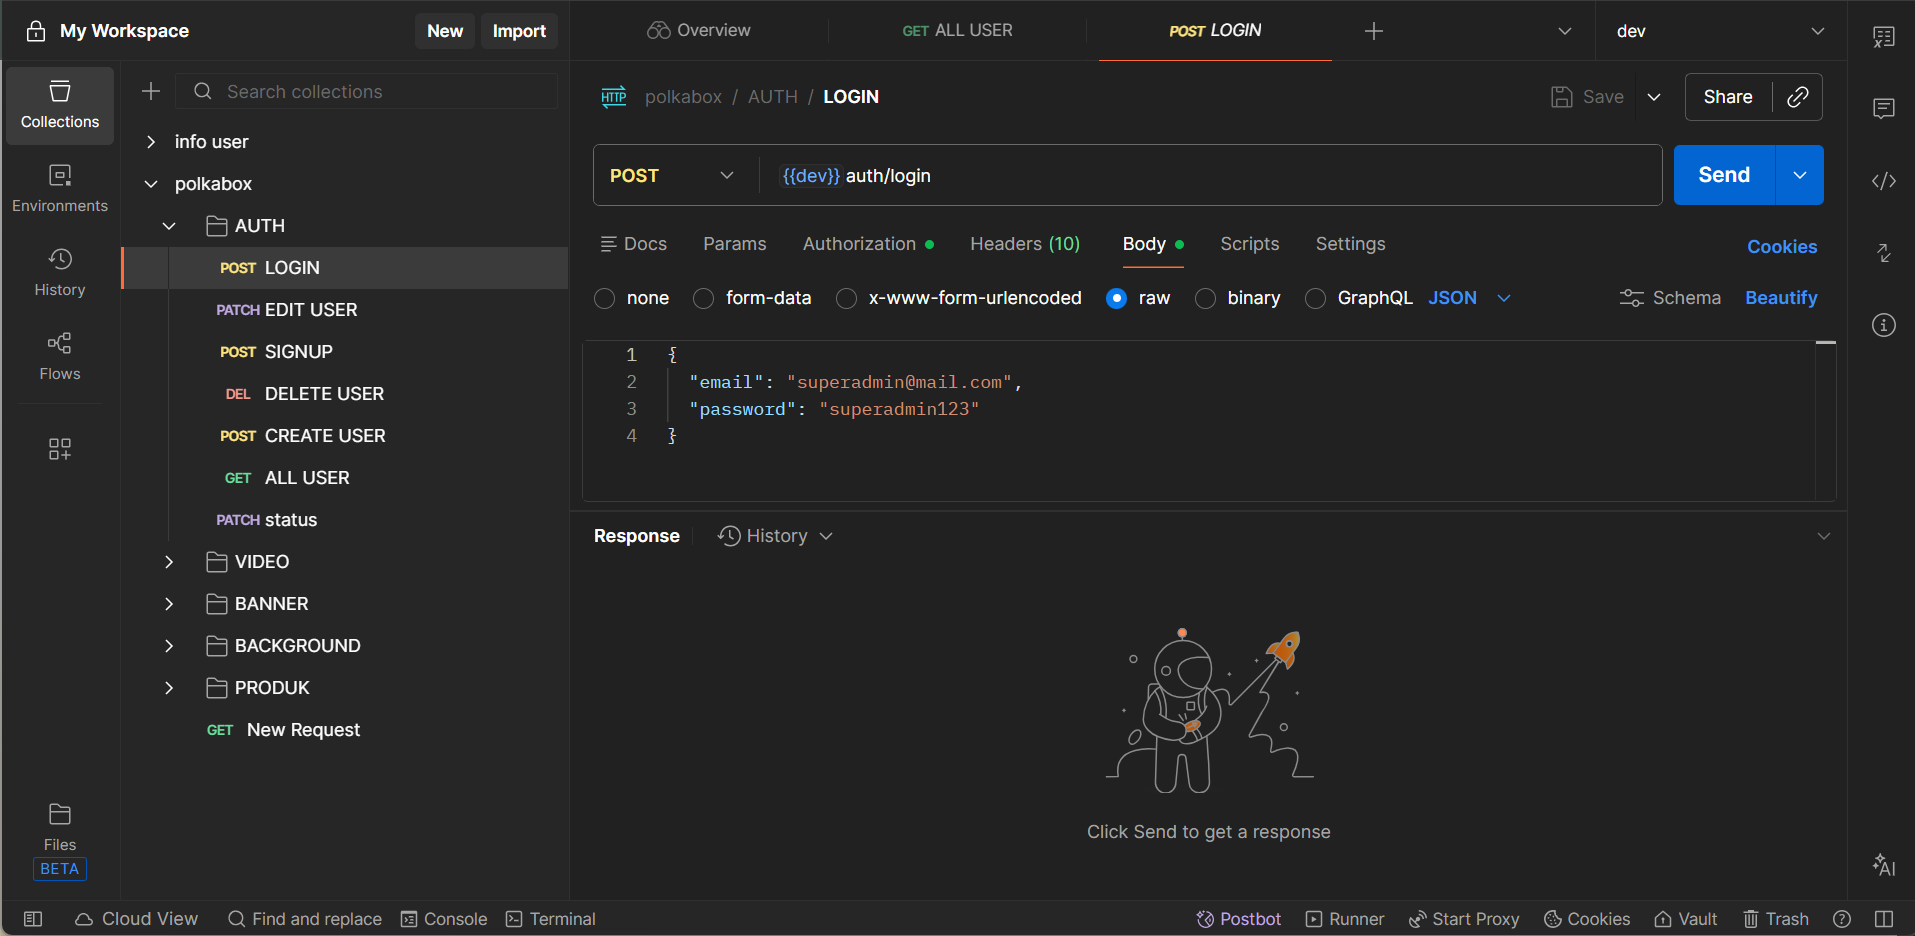 My Workspace
New
Import
Overview
GET ALL USER
POST LOGIN
dev
Collections
Environments
History
Flows
Files
BETA
Search collections
info user
polkabox
AUTH
POST LOGIN
PATCH EDIT USER
POST SIGNUP
DEL DELETE USER
POST CREATE USER
GET ALL USER
PATCH status
VIDEO
BANNER
BACKGROUND
PRODUK
GET New Request
HTTP polkabox / AUTH / LOGIN
Save
Share
POST
{{dev}} auth/login
Send
Docs
Params
Authorization
Headers (10)
Body
Scripts
Settings
Cookies
none
form-data
x-www-form-urlencoded
raw
binary
GraphQL
JSON
Schema
Beautify
1 {
2 "email": "superadmin@mail.com",
3 "password": "superadmin123"
4 }
Response
History
Click Send to get a response
AI
Cloud View
Find and replace
Console
Terminal
Postbot
Runner
Start Proxy
Cookies
Vault
Trash